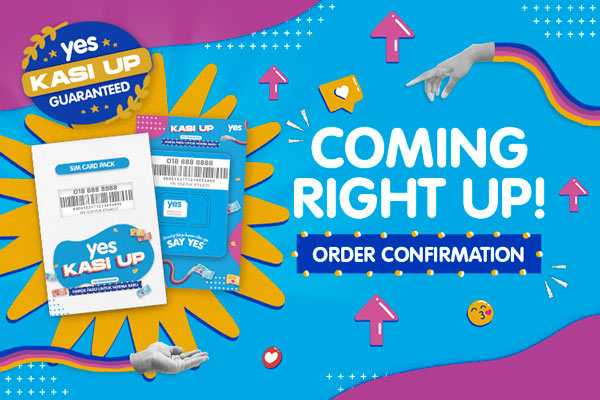 yes
KASI UP
GUARANTEED
SIM CARD PACK
018 888 8888
yes
KASI UP
KASI UP
yes
018 888 8888
yes
SAY YES
COMING
RIGHT UP!
ORDER CONFIRMATION